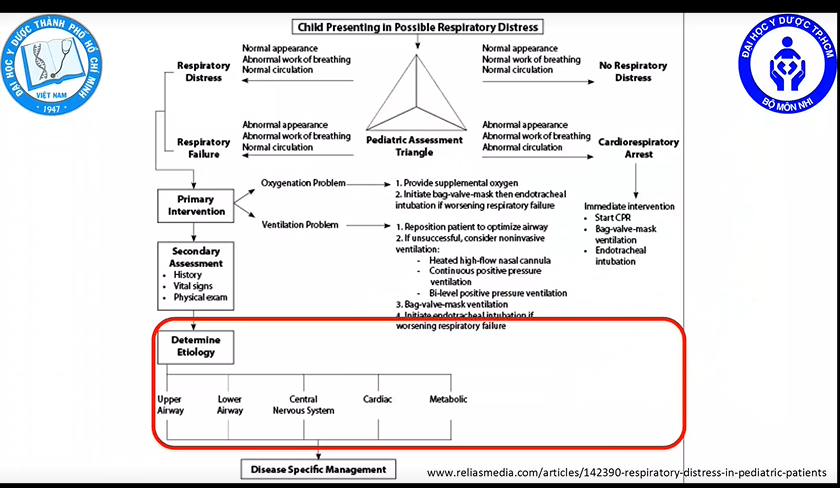 ĐẠI HỌC Y DƯỢC THÀNH PHỐ HỒ CHÍ MINH
VIỆT NAM
1947
ĐẠI HỌC Y DƯỢC TP.HCM
BỘ MÔN NHI
Child Presenting in Possible Respiratory Distress
Respiratory
Distress
Normal appearance
Abnormal work of breathing
Normal circulation
Normal appearance
Normal work of breathing
Normal circulation
No Respiratory
Distress
Respiratory
Failure
Abnormal appearance
Abnormal work of breathing
Normal circulation
Pediatric Assessment
Triangle
Abnormal appearance
Abnormal work of breathing
Abnormal circulation
Cardiorespiratory
Arrest
Primary
Intervention
Oxygenation Problem
1. Provide supplemental oxygen
2. Initiate bag-valve-mask then endotracheal
intubation if worsening respiratory failure
Ventilation Problem
1. Reposition patient to optimize airway
2. If unsuccessful, consider noninvasive
ventilation:
- Heated high-flow nasal cannula
- Continuous positive pressure
ventilation
- Bi-level positive pressure ventilation
3. Bag-valve-mask ventilation
4. Initiate endotracheal intubation if
worsening respiratory failure
Immediate intervention
• Start CPR
• Bag-valve-mask
ventilation
• Endotracheal
intubation
Secondary
Assessment
• History
• Vital signs
• Physical exam
Determine
Etiology
Upper
Airway
Lower
Airway
Central
Nervous System
Cardiac
Metabolic
Disease Specific Management
www.reliasmedia.com/articles/142390-respiratory-distress-in-pediatric-patients